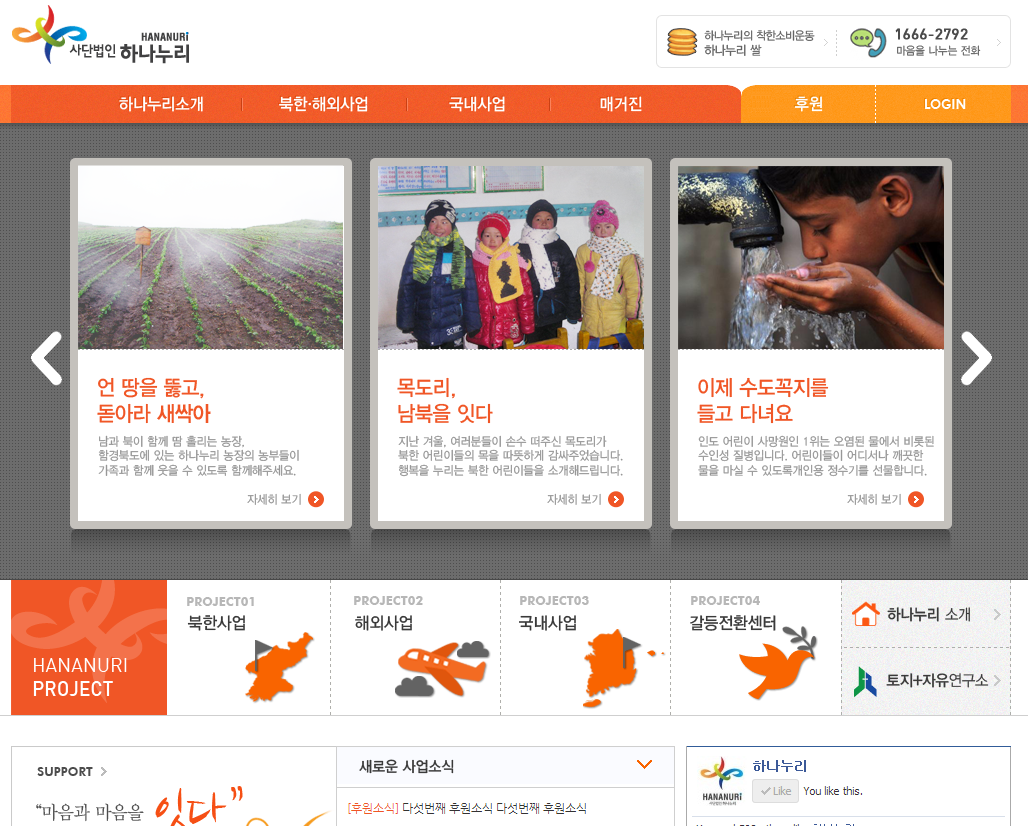 HANANURI
사단법인 하나누리
하나누리의 착한소비운동
하나누리 쌀
1666-2792
마음을 나누는 전화
하나누리소개
북한·해외사업
국내사업
매거진
후원
LOGIN
언 땅을 뚫고,
돋아라 새싹아
남과 북이 함께 땀 흘리는 농장,
함경북도에 있는 하나누리 농장의 농부들이
가족과 함께 웃을 수 있도록 함께해주세요.
자세히 보기
목도리,
남북을 잇다
지난 겨울, 여러분들이 손수 떠주신 목도리가
북한 어린이들의 목을 따뜻하게 감싸주었습니다.
행복을 누리는 북한 어린이들을 소개해드립니다.
자세히 보기
이제 수도꼭지를
들고 다녀요
인도 어린이 사망원인 1위는 오염된 물에서 비롯된
수인성 질병입니다. 어린이들이 어디서나 깨끗한
물을 마실 수 있도록개인용 정수기를 선물합니다.
자세히 보기
HANANURI
PROJECT
PROJECT01
북한사업
PROJECT02
해외사업
PROJECT03
국내사업
PROJECT04
갈등전환센터
하나누리 소개
토지+자유연구소
SUPPORT
“마음과 마음을 잇다”
새로운 사업소식
[후원소식] 다섯번째 후원소식 다섯번째 후원소식
HANANURI
사단법인 하나누리
하나누리
Like
You like this.